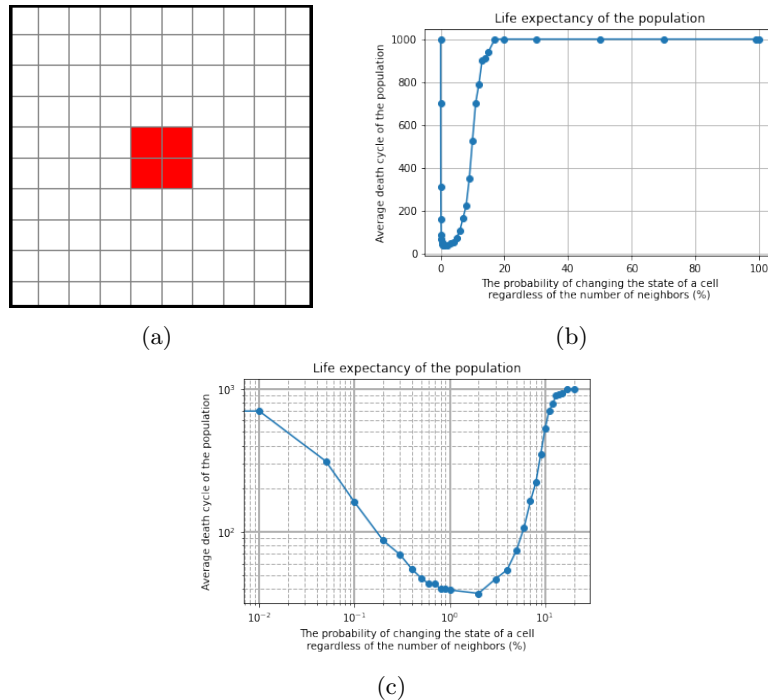 (a)
Life expectancy of the population
Average death cycle of the population
1000
800
600
400
200
0
0 20 40 60 80 100
The probability of changing the state of a cell
regardless of the number of neighbors (%)
(b)
Life expectancy of the population
Average death cycle of the population
10³
10²
10⁻² 10⁻¹ 10⁰ 10¹
The probability of changing the state of a cell
regardless of the number of neighbors (%)
(c)